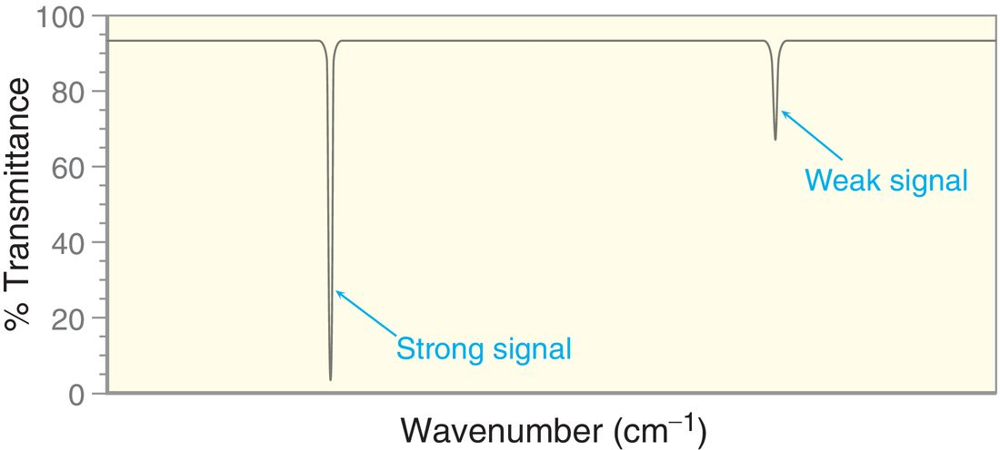 100
80
60
40
20
0
% Transmittance
Weak signal
Strong signal
Wavenumber (cm⁻¹)